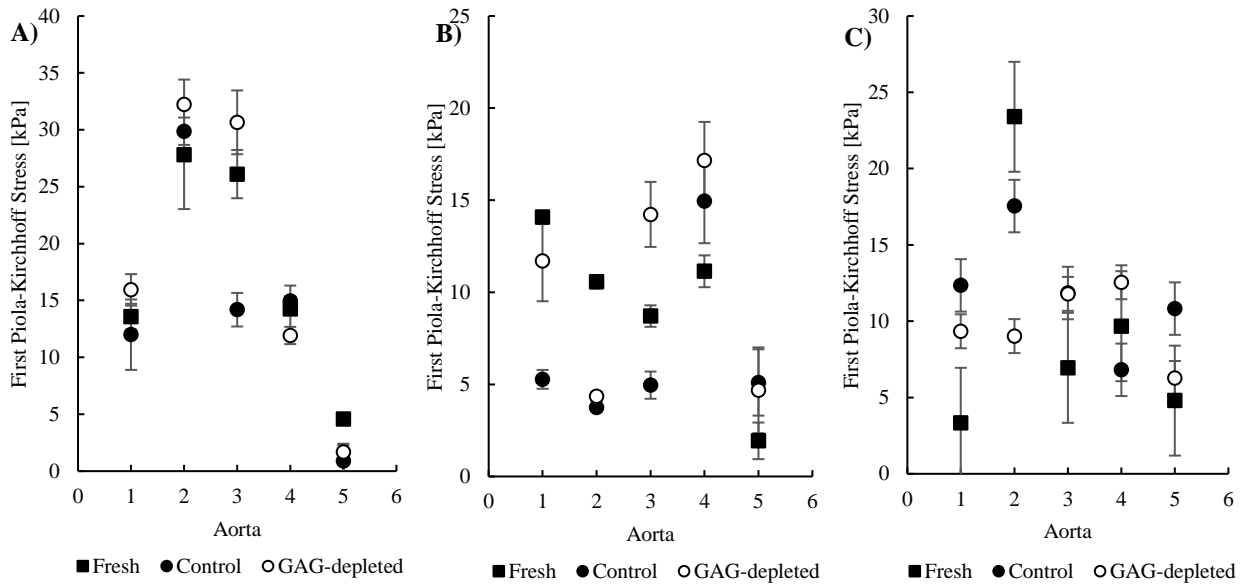 A)
First Piola-Kirchhoff Stress [kPa]
40
35
30
25
20
15
10
5
0
0 1 2 3 4 5 6
Aorta
Fresh Control GAG-depleted
B)
First Piola-Kirchhoff Stress [kPa]
25
20
15
10
5
0
0 1 2 3 4 5 6
Aorta
Fresh Control GAG-depleted
C)
First Piola-Kirchhoff Stress [kPa]
30
25
20
15
10
5
0
0 1 2 3 4 5 6
Aorta
Fresh Control GAG-depleted